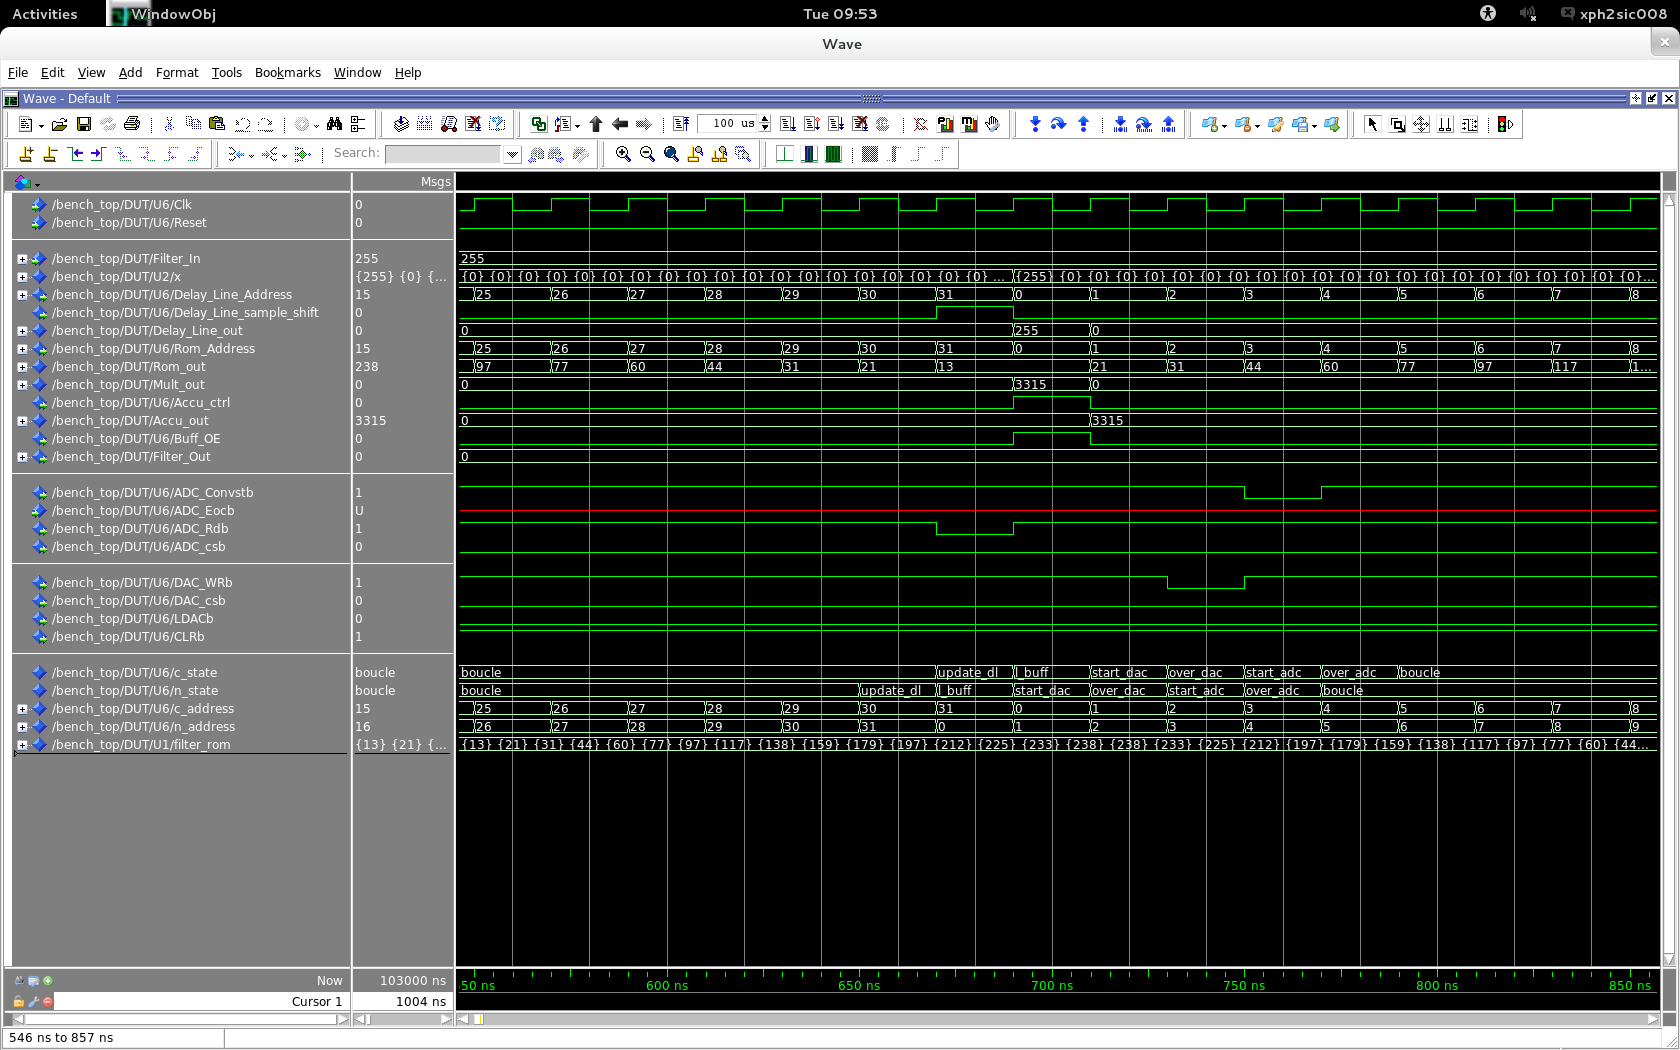 Activities WindowObj Tue 09:53 xph2sic008
Wave
File Edit View Add Format Tools Bookmarks Window Help
Wave - Default
100 us
Search:
Msgs
/bench_top/DUT/U6/Clk 0
/bench_top/DUT/U6/Reset 0
/bench_top/DUT/Filter_In 255 255
/bench_top/DUT/U2/x {255} {0} {... {0} {0} {0} {0} {0} {0} {0} {0} {0} {0} {0} {0} {0} {0} {0} {0} {0} {0} ... {255} {0} {0} {0} {0} {0} {0} {0} {0} {0} {0} {0} {0} {0} {0} {0} {0} {0} {0} {0} {0}...
/bench_top/DUT/U6/Delay_Line_Address 15 25 26 27 28 29 30 31 0 1 2 3 4 5 6 7 8
/bench_top/DUT/U6/Delay_Line_sample_shift 0
/bench_top/DUT/Delay_Line_out 0 0 255 0
/bench_top/DUT/U6/Rom_Address 15 25 26 27 28 29 30 31 0 1 2 3 4 5 6 7 8
/bench_top/DUT/Rom_out 238 97 77 60 44 31 21 13 21 31 44 60 77 97 117 1...
/bench_top/DUT/Mult_out 0 0 3315 0
/bench_top/DUT/U6/Accu_ctrl 0
/bench_top/DUT/Accu_out 3315 0 3315
/bench_top/DUT/U6/Buff_OE 0
/bench_top/DUT/Filter_Out 0 0
/bench_top/DUT/U6/ADC_Convstb 1
/bench_top/DUT/U6/ADC_Eocb U
/bench_top/DUT/U6/ADC_Rdb 1
/bench_top/DUT/U6/ADC_csb 0
/bench_top/DUT/U6/DAC_WRb 1
/bench_top/DUT/U6/DAC_csb 0
/bench_top/DUT/U6/LDACb 0
/bench_top/DUT/U6/CLRb 1
/bench_top/DUT/U6/c_state boucle boucle update_dl l_buff start_dac over_dac start_adc over_adc boucle
/bench_top/DUT/U6/n_state boucle boucle update_dl l_buff start_dac over_dac start_adc over_adc boucle
/bench_top/DUT/U6/c_address 15 25 26 27 28 29 30 31 0 1 2 3 4 5 6 7 8
/bench_top/DUT/U6/n_address 16 26 27 28 29 30 31 0 1 2 3 4 5 6 7 8 9
/bench_top/DUT/U1/filter_rom {13} {21} {... {13} {21} {31} {44} {60} {77} {97} {117} {138} {159} {179} {197} {212} {225} {233} {238} {238} {233} {225} {212} {197} {179} {159} {138} {117} {97} {77} {60} {44...
Now 103000 ns 50 ns 600 ns 650 ns 700 ns 750 ns 800 ns 850 ns
Cursor 1 1004 ns
546 ns to 857 ns